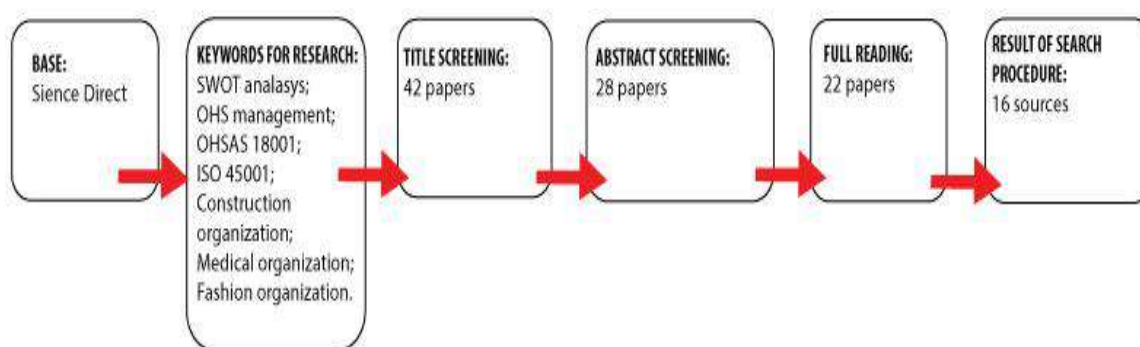 BASE:
Sience Direct
KEYWORDS FOR RESEARCH:
SWOT analasys;
OHS management;
OHSAS 18001;
ISO 45001;
Construction
organization;
Medical organization;
Fashion organization.
TITLE SCREENING:
42 papers
ABSTRACT SCREENING:
28 papers
FULL READING:
22 papers
RESULT OF SEARCH
PROCEDURE:
16 sources